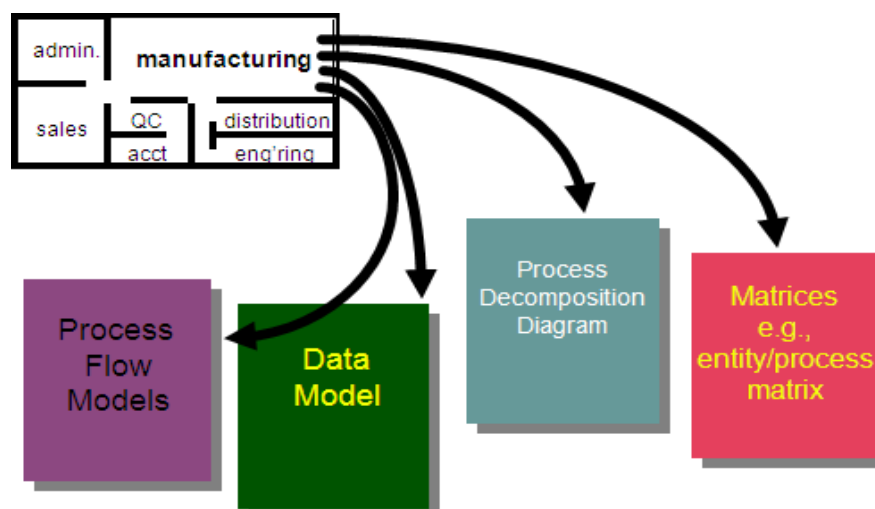 admin.
manufacturing
sales
QC
distribution
acct
eng'ring
Process
Flow
Models
Data
Model
Process
Decomposition
Diagram
Matrices
e.g.,
entity/process
matrix